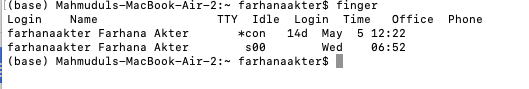 (base) Mahmuduls-MacBook-Air-2:~ farhanaakter$ finger
Login    Name                 TTY  Idle  Login  Time   Office  Phone
farhanaakter Farhana Akter          *con   14d  May  5 12:22
farhanaakter Farhana Akter           s00        Wed    06:52
(base) Mahmuduls-MacBook-Air-2:~ farhanaakter$